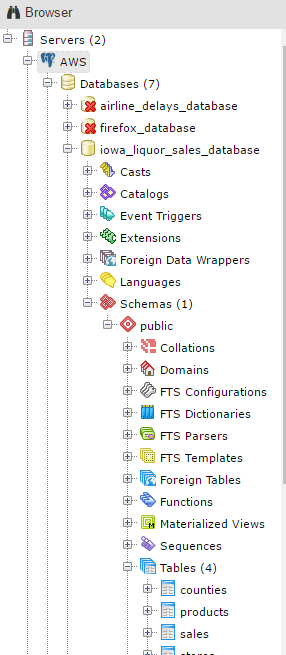 Browser
Servers (2)
AWS
Databases (7)
airline_delays_database
firefox_database
iowa_liquor_sales_database
Casts
Catalogs
Event Triggers
Extensions
Foreign Data Wrappers
Languages
Schemas (1)
public
Collations
Domains
FTS Configurations
FTS Dictionaries
FTS Parsers
FTS Templates
Foreign Tables
Functions
Materialized Views
Sequences
Tables (4)
counties
products
sales